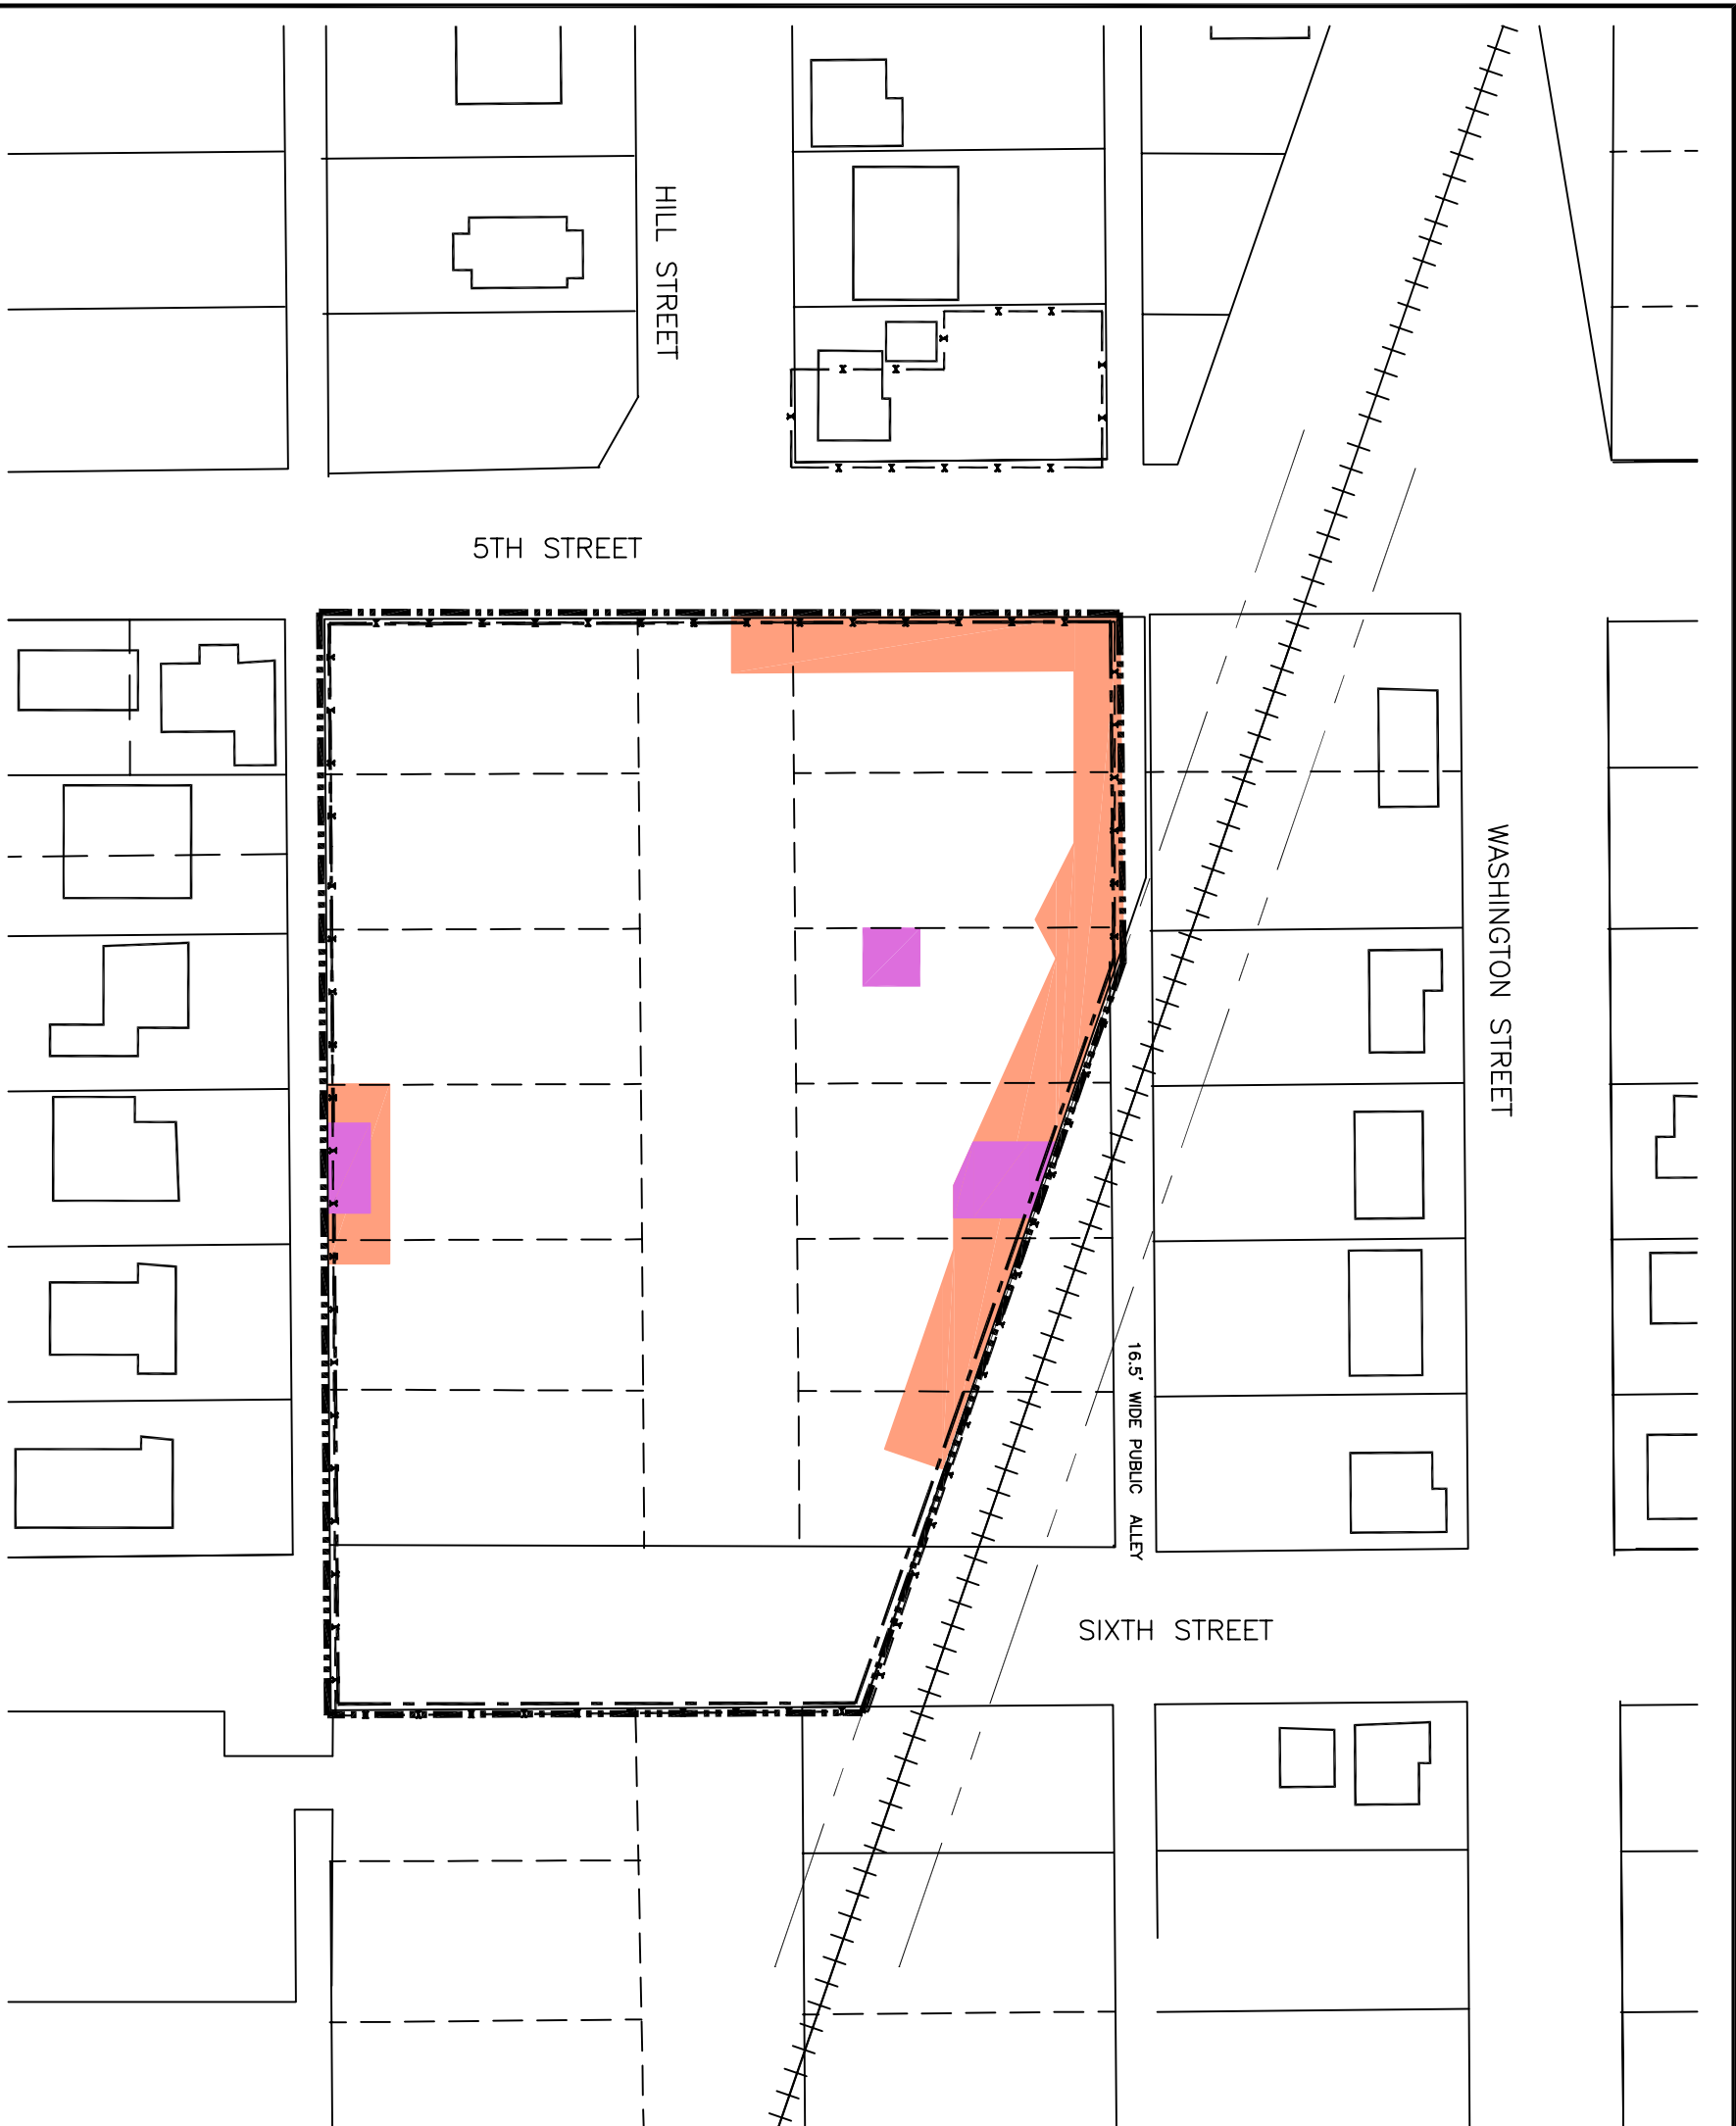 HILL STREET
5TH STREET
WASHINGTON STREET
16.5' WIDE PUBLIC ALLEY
SIXTH STREET